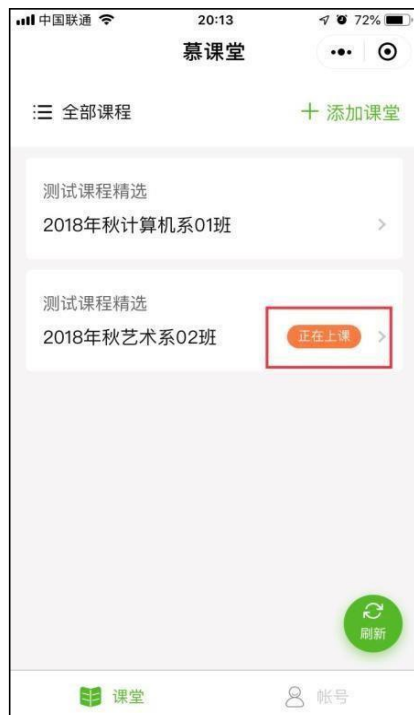 中国联通 20:13 72%
慕课堂
全部课程 添加课堂
测试课程精选
2018年秋计算机系01班
测试课程精选
2018年秋艺术系02班 正在上课
刷新
课堂 帐号